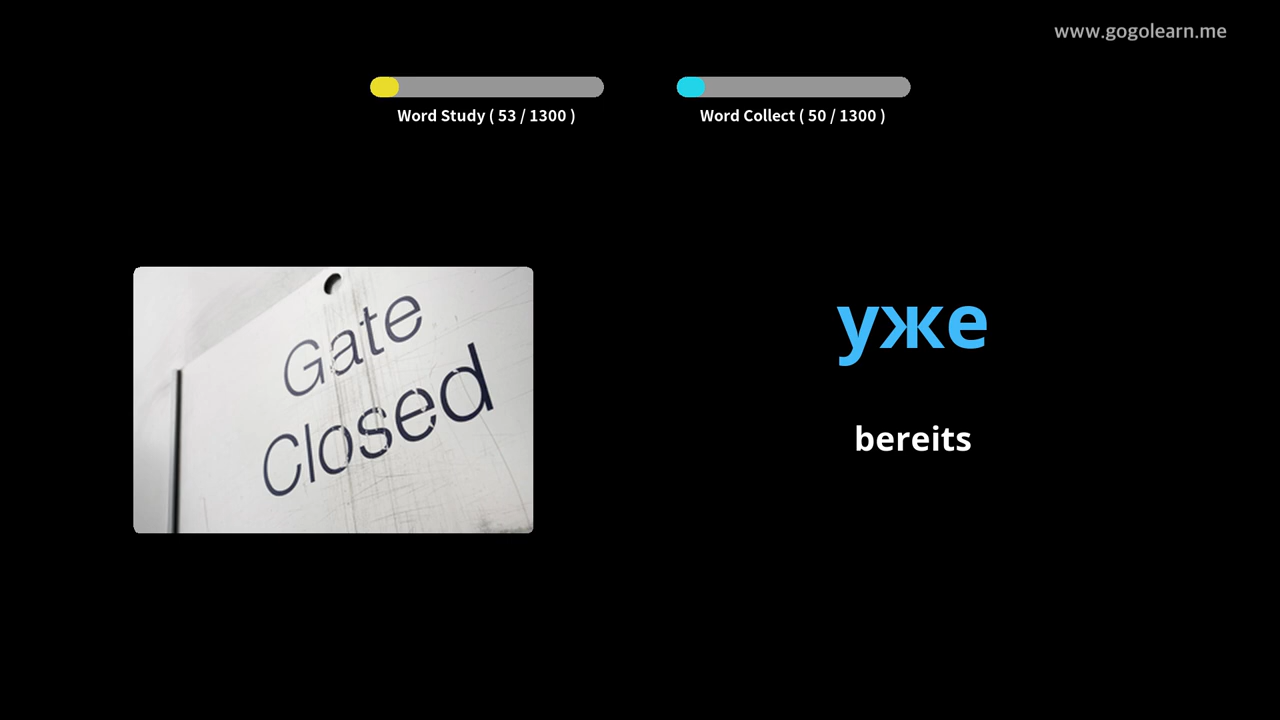 www.gogolearn.me
Word Study ( 53 / 1300 )
Word Collect ( 50 / 1300 )
Gate
Closed
уже
bereits